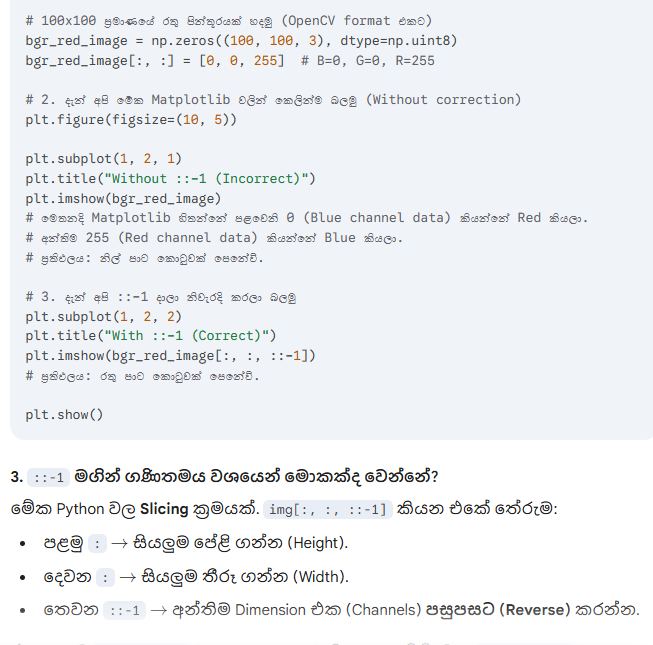 # 100x100 ප්‍රමාණයේ රතු පින්තූරයක් හදමු (OpenCV format එකට)
bgr_red_image = np.zeros((100, 100, 3), dtype=np.uint8)
bgr_red_image[:, :] = [0, 0, 255]  # B=0, G=0, R=255
# 2. දැන් අපි මේක Matplotlib වලින් කෙලින්ම බලමු (Without correction)
plt.figure(figsize=(10, 5))
plt.subplot(1, 2, 1)
plt.title("Without ::-1 (Incorrect)")
plt.imshow(bgr_red_image)
# මෙතනදි Matplotlib හිතන්නේ පළවෙනි 0 (Blue channel data) කියන්නේ Red කියලා.
# අන්තිම 255 (Red channel data) කියන්නේ Blue කියලා.
# ප්‍රතිඵලය: නිල් පාට කොටුවක් පෙනේවි.
# 3. දැන් අපි ::-1 දාලා නිවැරදි කරලා බලමු
plt.subplot(1, 2, 2)
plt.title("With ::-1 (Correct)")
plt.imshow(bgr_red_image[:, :, ::-1])
# ප්‍රතිඵලය: රතු පාට කොටුවක් පෙනේවි.
plt.show()
3. ::-1 මගින් ගණිතමය වශයෙන් මොකක්ද වෙන්නේ?
මේක Python වල Slicing ක්‍රමයක්. img[:, :, ::-1] කියන එකේ තේරුම:
• පළමු : → සියලුම පේළි ගන්න (Height).
• දෙවන : → සියලුම තීරු ගන්න (Width).
• තෙවන ::-1 → අන්තිම Dimension එක (Channels) පසුපසට (Reverse) කරන්න.